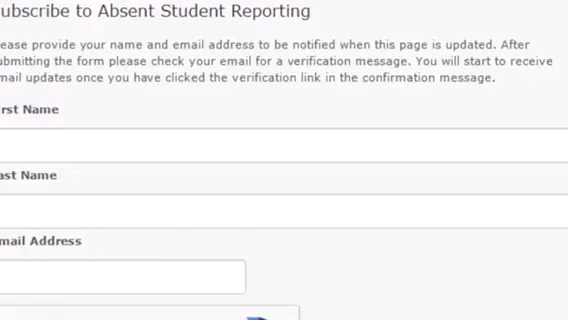 ubscribe to Absent Student Reporting
ease provide your name and email address to be notified when this page is updated. After
ubmitting the form please check your email for a verification message. You will start to receive
mail updates once you have clicked the verification link in the confirmation message.
rst Name
ast Name
mail Address